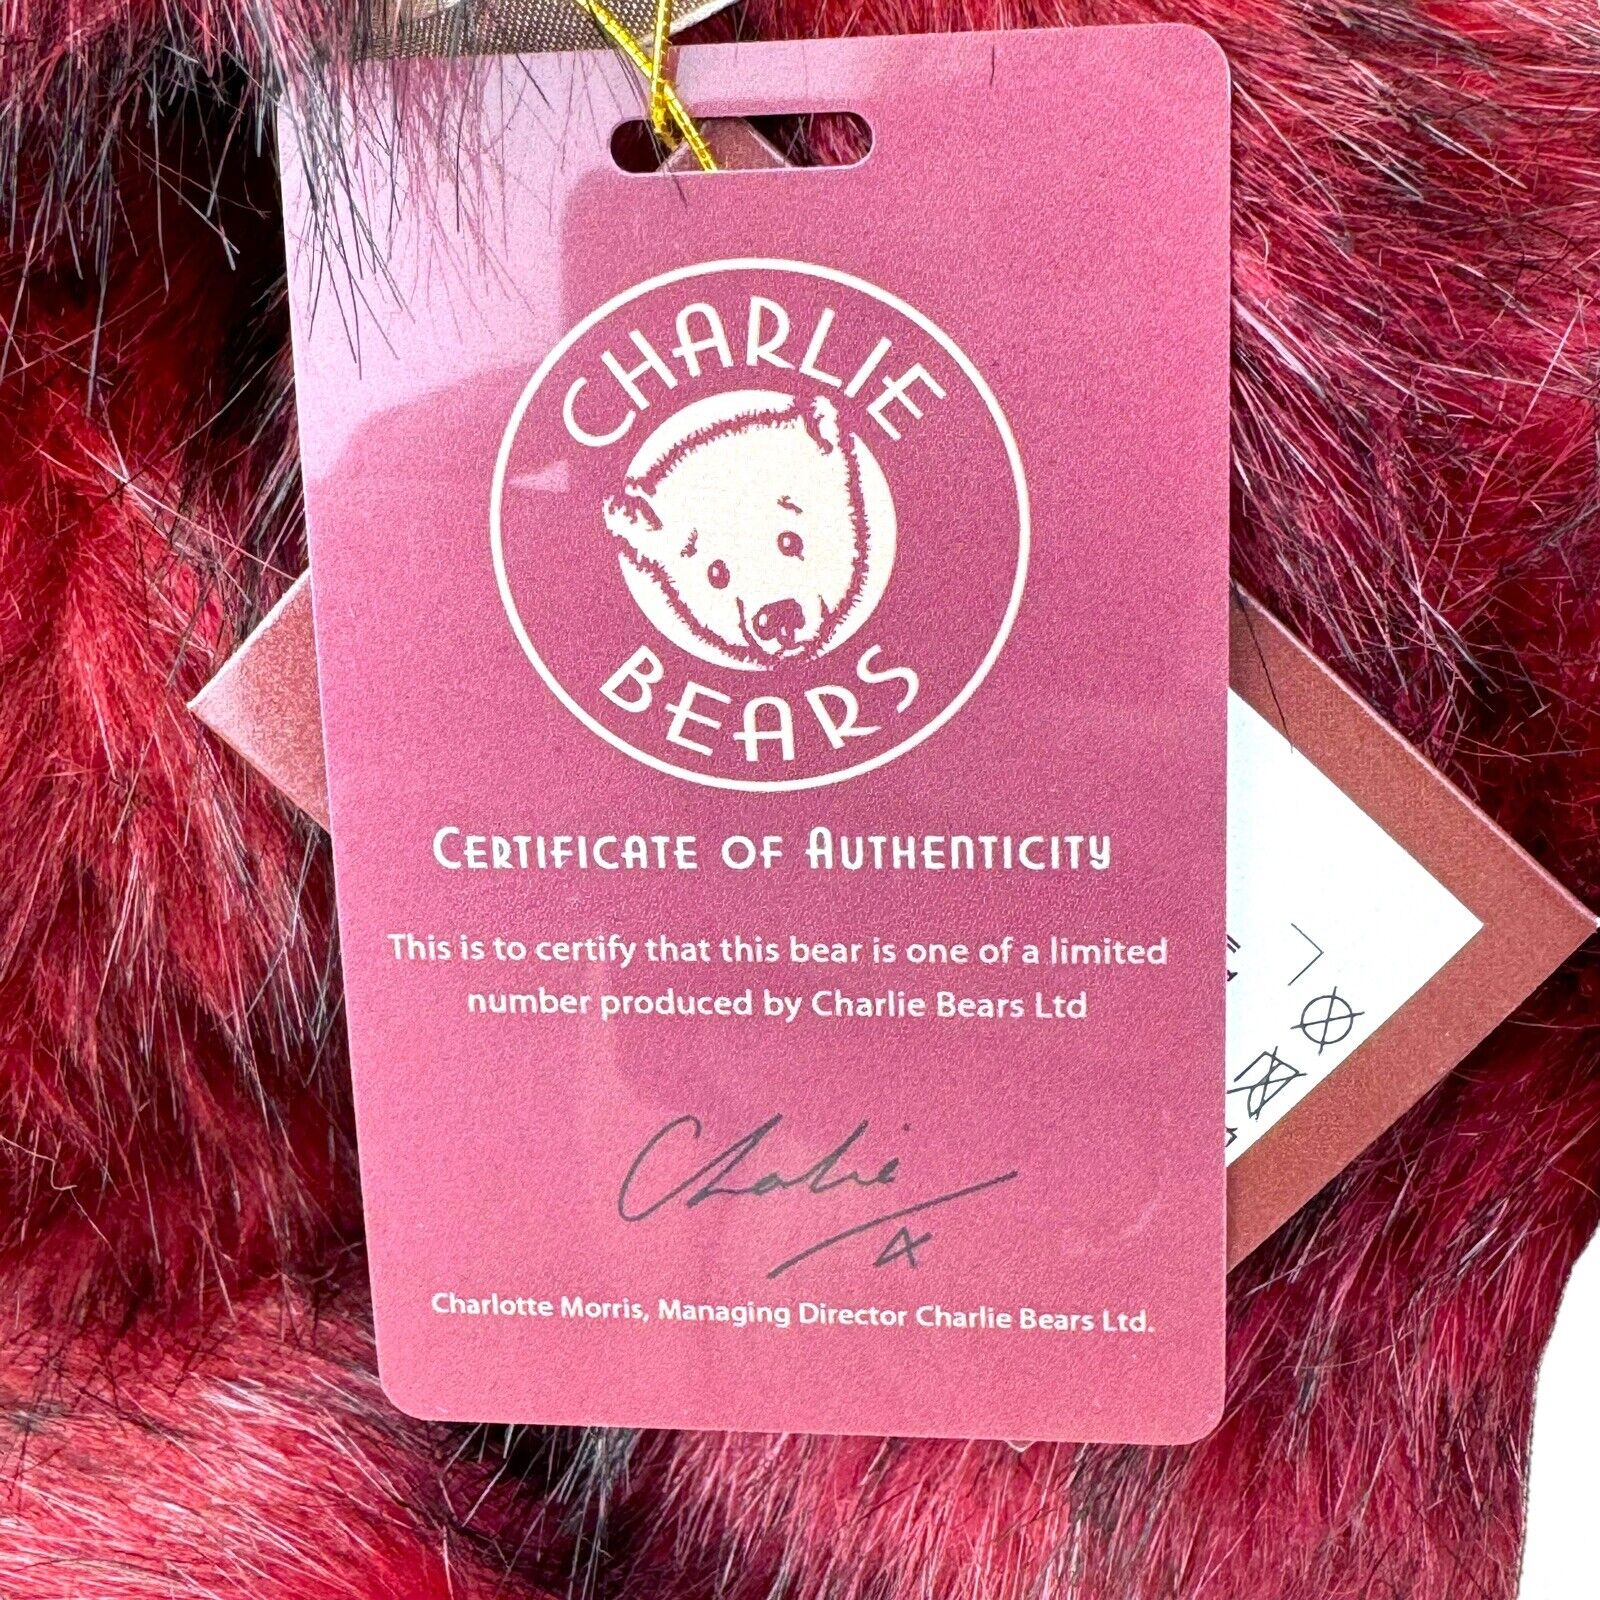 CHARLIE
BEARS
CERTIFICATE OF AUTHENTICITY
This is to certify that this bear is one of a limited
number produced by Charlie Bears Ltd
Charlie
Charlotte Morris, Managing Director Charlie Bears Ltd.